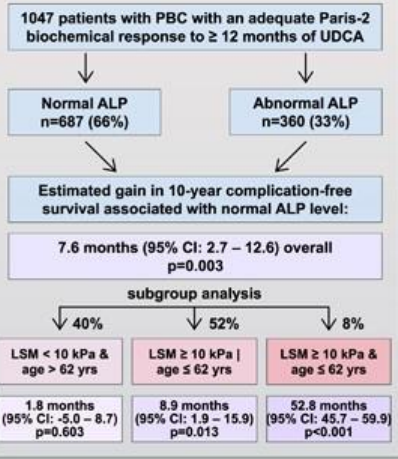 1047 patients with PBC with an adequate Paris-2
biochemical response to ≥ 12 months of UDCA
Normal ALP
n=687 (66%)
Abnormal ALP
n=360 (33%)
Estimated gain in 10-year complication-free
survival associated with normal ALP level:
7.6 months (95% CI: 2.7 – 12.6) overall
p=0.003
subgroup analysis
40%
52%
8%
LSM < 10 kPa &
age > 62 yrs
LSM ≥ 10 kPa |
age ≤ 62 yrs
LSM ≥ 10 kPa &
age ≤ 62 yrs
1.8 months
(95% CI: -5.0 – 8.7)
p=0.603
8.9 months
(95% CI: 1.9 – 15.9)
p=0.013
52.8 months
(95% CI: 45.7 – 59.9)
p<0.001